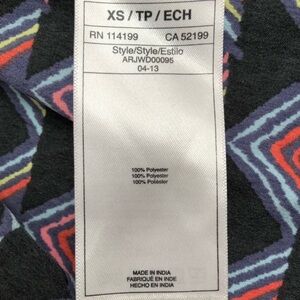 XS / TP / ECH
RN 114199 CA 52199
Style/Style/Estilo
ARJWD00095
04-13
100% Polyester
100% Polyester
100% Poliéster
MADE IN INDIA
FABRIQUÉ EN INDE
HECHO EN INDIA